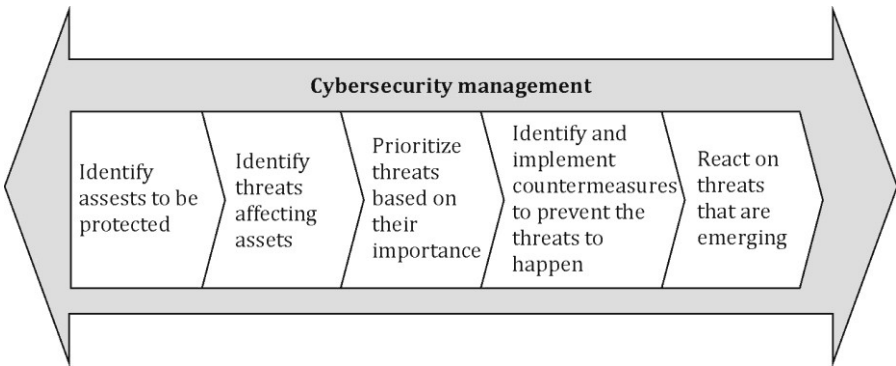 Cybersecurity management
Identify
assests to be
protected
Identify
threats
affecting
assets
Prioritize
threats
based on
their
importance
Identify and
implement
countermeasures
to prevent the
threats to
happen
React on
threats
that are
emerging